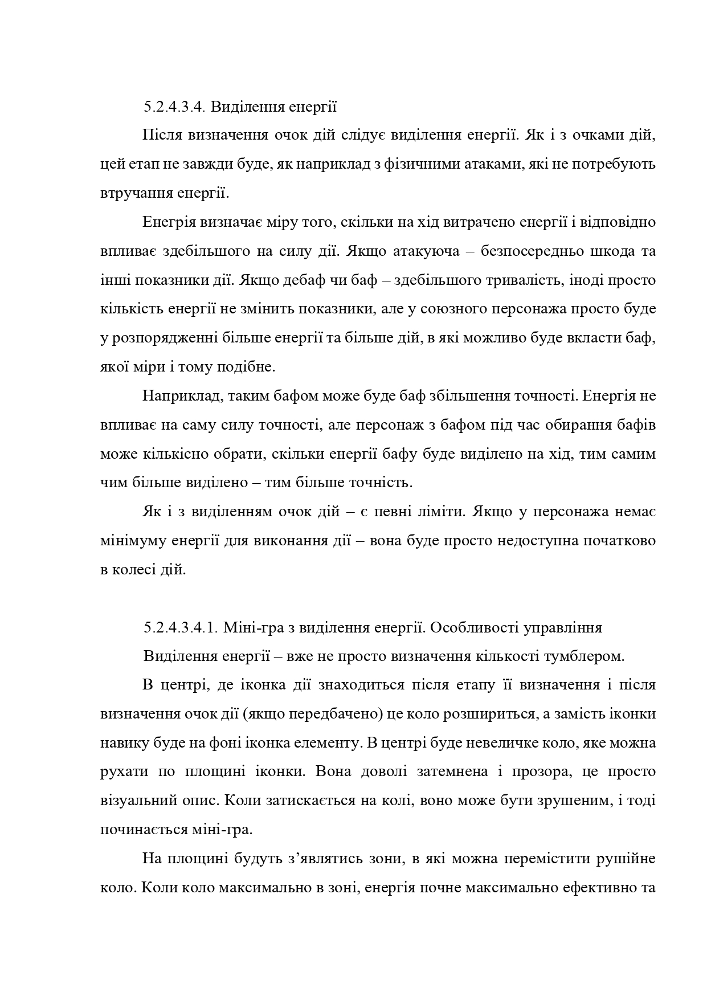 5.2.4.3.4. Виділення енергії
Після визначення очок дій слідує виділення енергії. Як і з очками дій,
цей етап не завжди буде, як наприклад з фізичними атаками, які не потребують
втручання енергії.
Енегрія визначає міру того, скільки на хід витрачено енергії і відповідно
впливає здебільшого на силу дії. Якщо атакуюча – безпосередньо шкода та
інші показники дії. Якщо дебаф чи баф – здебільшого тривалість, іноді просто
кількість енергії не змінить показники, але у союзного персонажа просто буде
у розпорядженні більше енергії та більше дій, в які можливо буде вкласти баф,
якої міри і тому подібне.
Наприклад, таким бафом може буде баф збільшення точності. Енергія не
впливає на саму силу точності, але персонаж з бафом під час обирання бафів
може кількісно обрати, скільки енергії бафу буде виділено на хід, тим самим
чим більше виділено – тим більше точність.
Як і з виділенням очок дій – є певні ліміти. Якщо у персонажа немає
мінімуму енергії для виконання дії – вона буде просто недоступна початково
в колесі дій.
5.2.4.3.4.1. Міні-гра з виділення енергії. Особливості управління
Виділення енергії – вже не просто визначення кількості тумблером.
В центрі, де іконка дії знаходиться після етапу її визначення і після
визначення очок дії (якщо передбачено) це коло розшириться, а замість іконки
навику буде на фоні іконка елементу. В центрі буде невеличке коло, яке можна
рухати по площині іконки. Вона доволі затемнена і прозора, це просто
візуальний опис. Коли затискається на колі, воно може бути зрушеним, і тоді
починається міні-гра.
На площині будуть з’являтись зони, в які можна перемістити рушійне
коло. Коли коло максимально в зоні, енергія почне максимально ефективно та